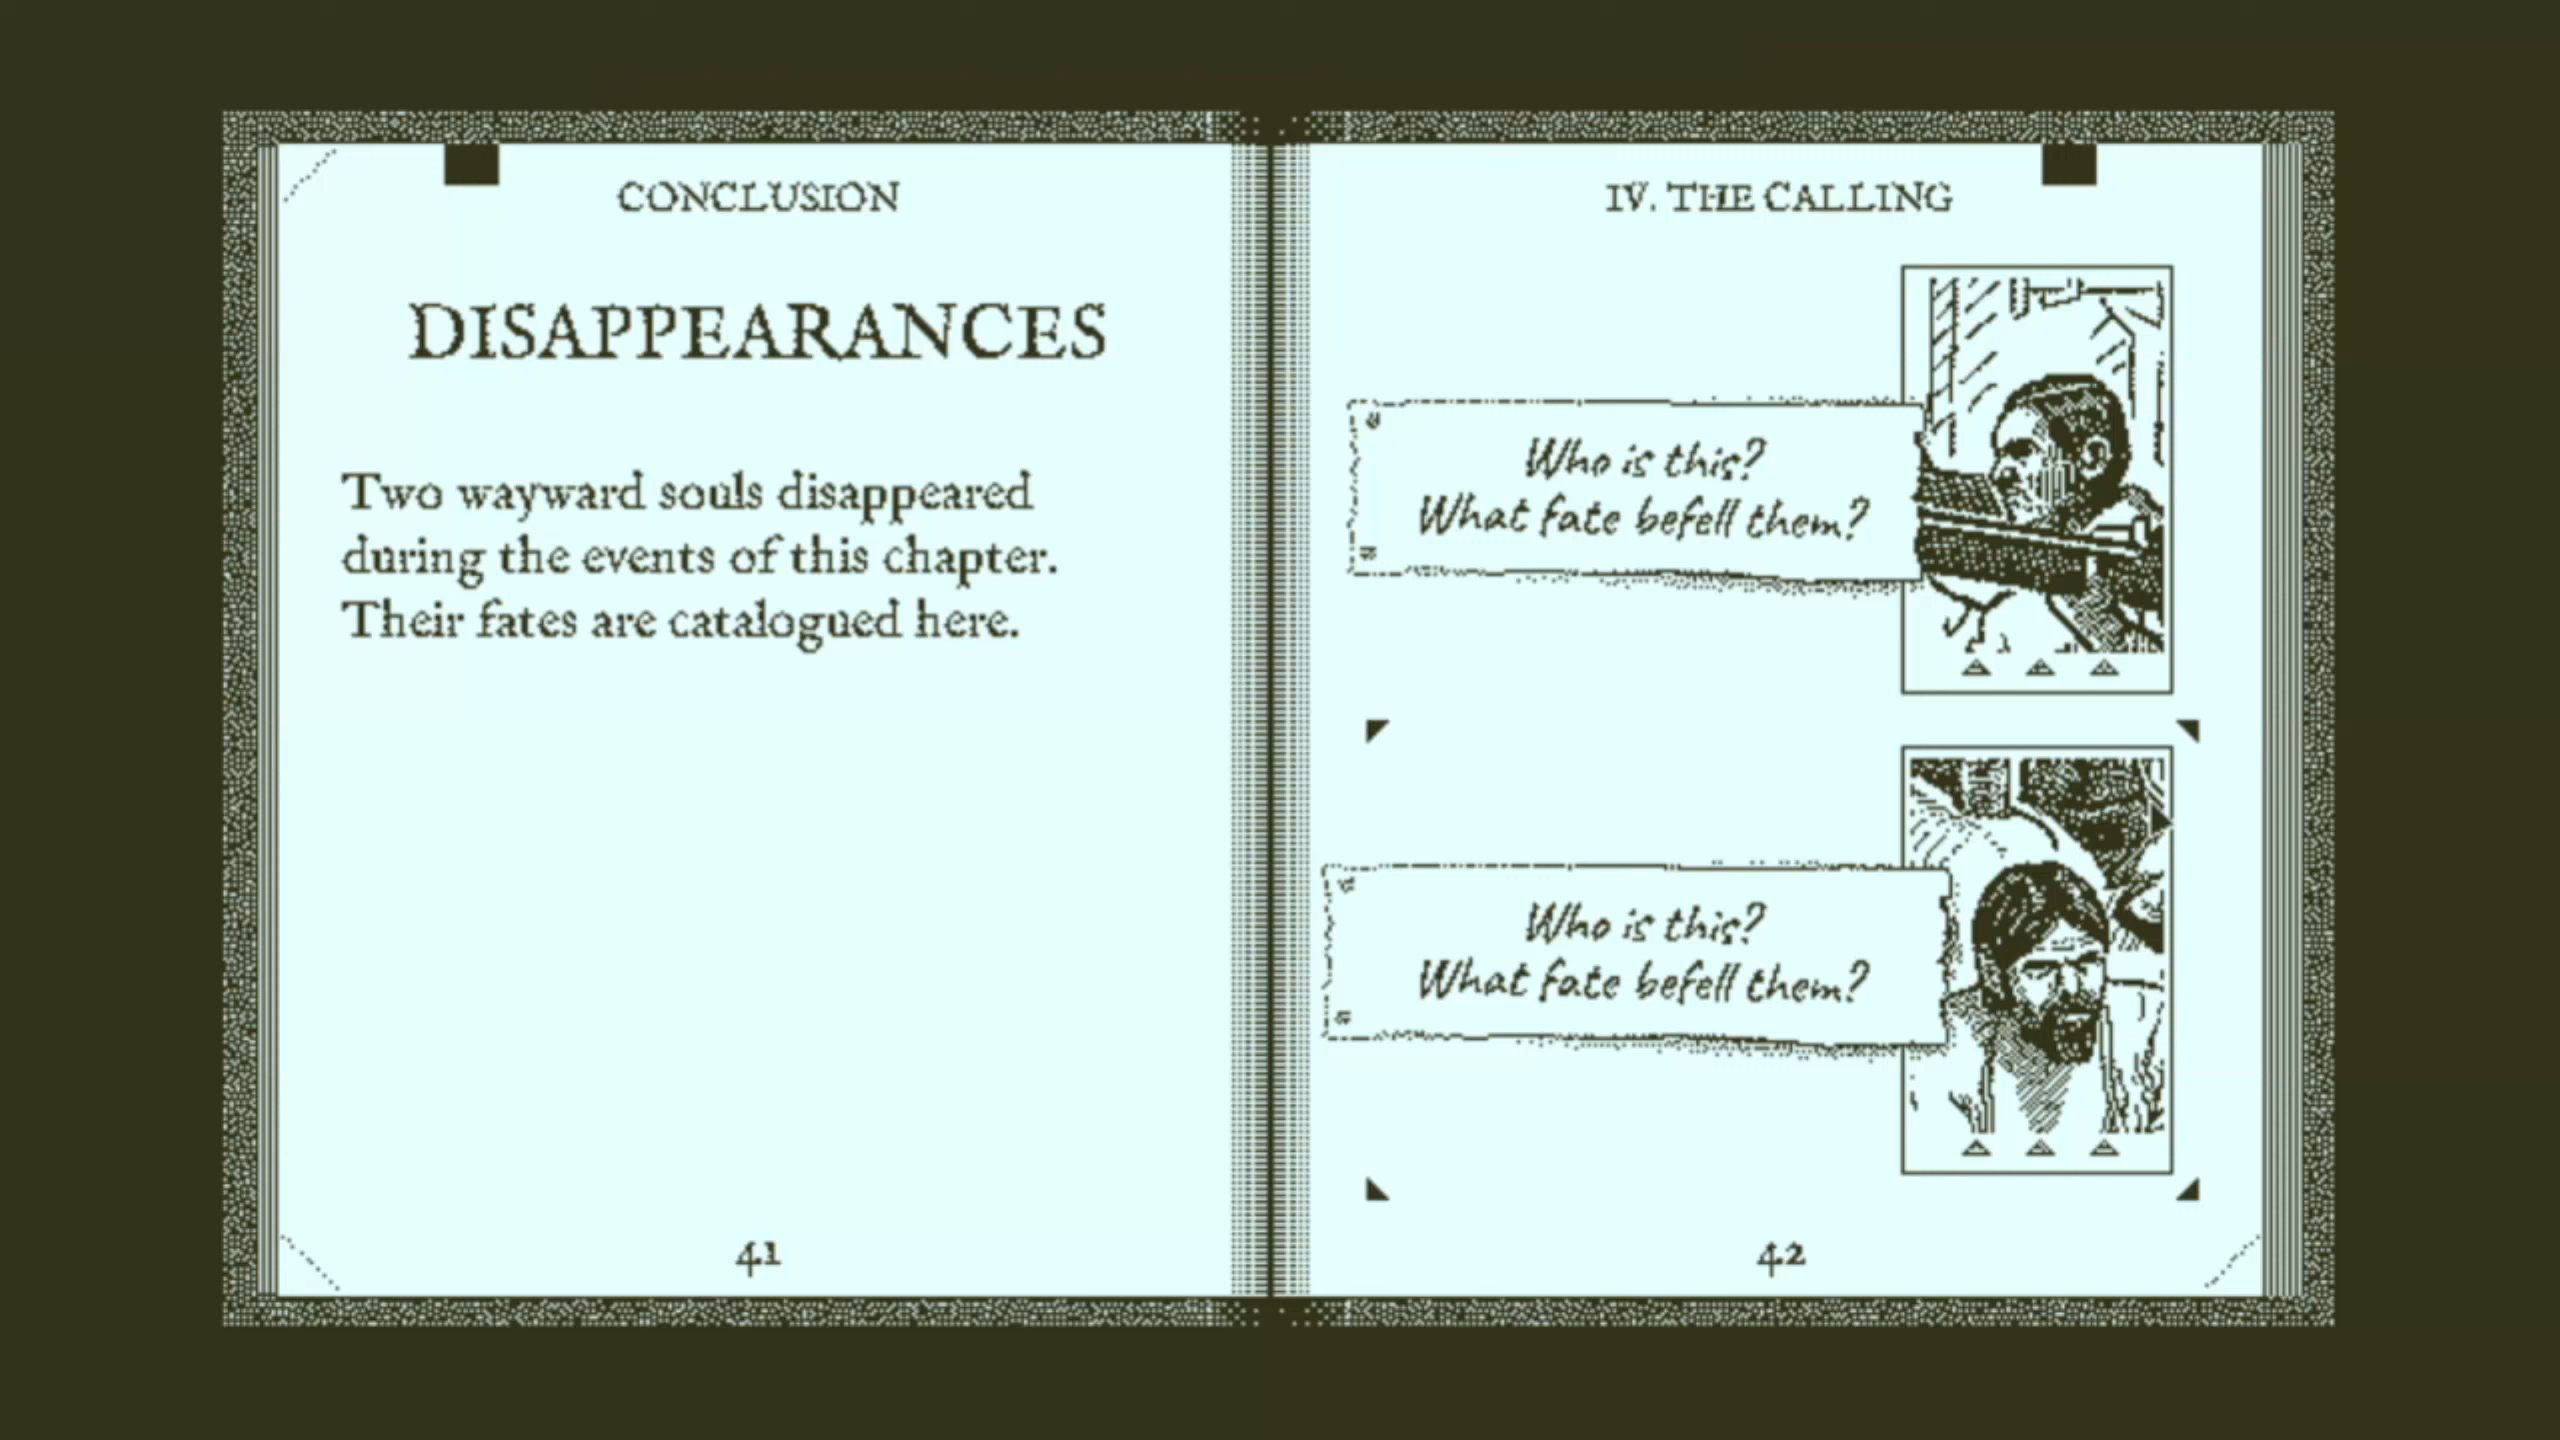 CONCLUSION
DISAPPEARANCES
Two wayward souls disappeared
during the events of this chapter.
Their fates are catalogued here.
41
IV. THE CALLING
Who is this?
What fate befell them?
Who is this?
What fate befell them?
42